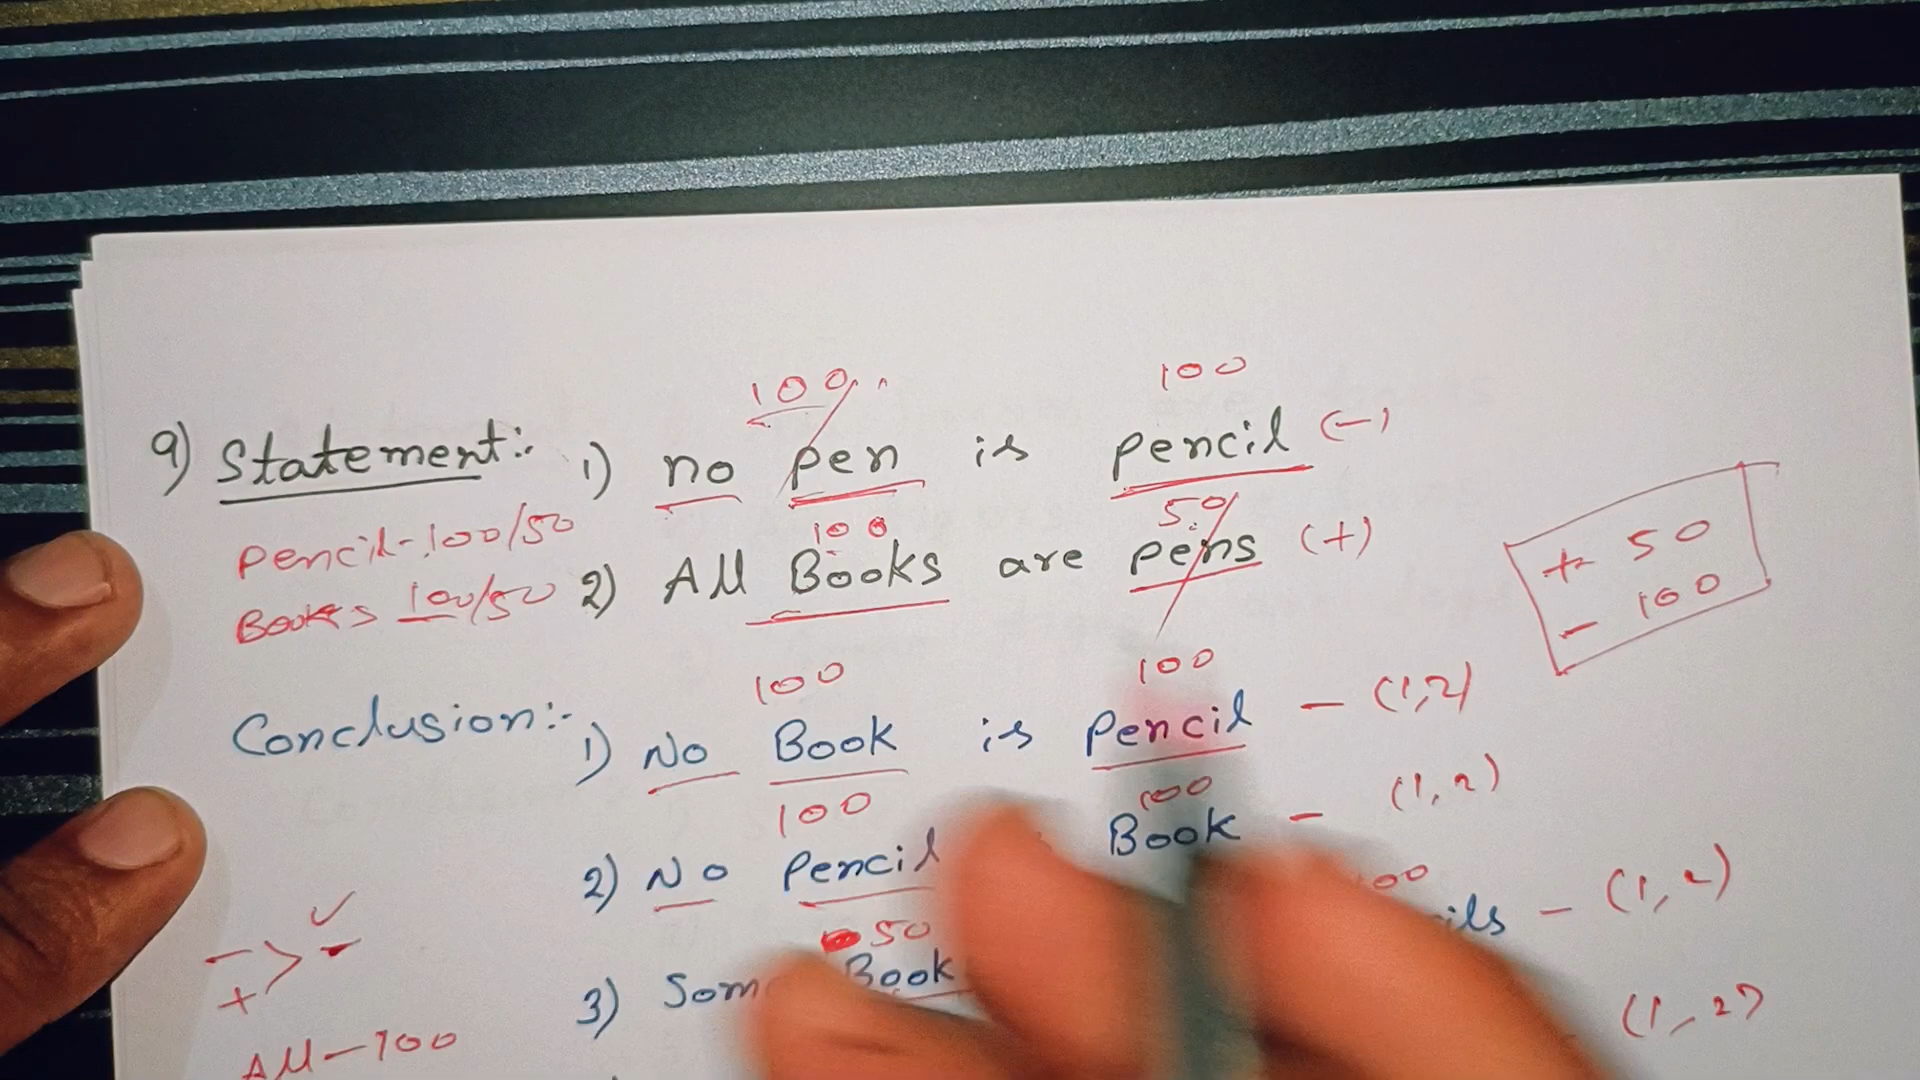 100 100
9) Statement:- 1) no pen is pencil (-)
Pencil-100/50 100 50
Books 100/50 2) All Books are pens (+)
+ 50
- 100
100 100
Conclusion:- 1) No Book is Pencil - (1,2)
100 100
2) No Pencil Book - (1,2)
50 100
3) Book - (1,2)
- > - ✓
+
(1,2)
All-100